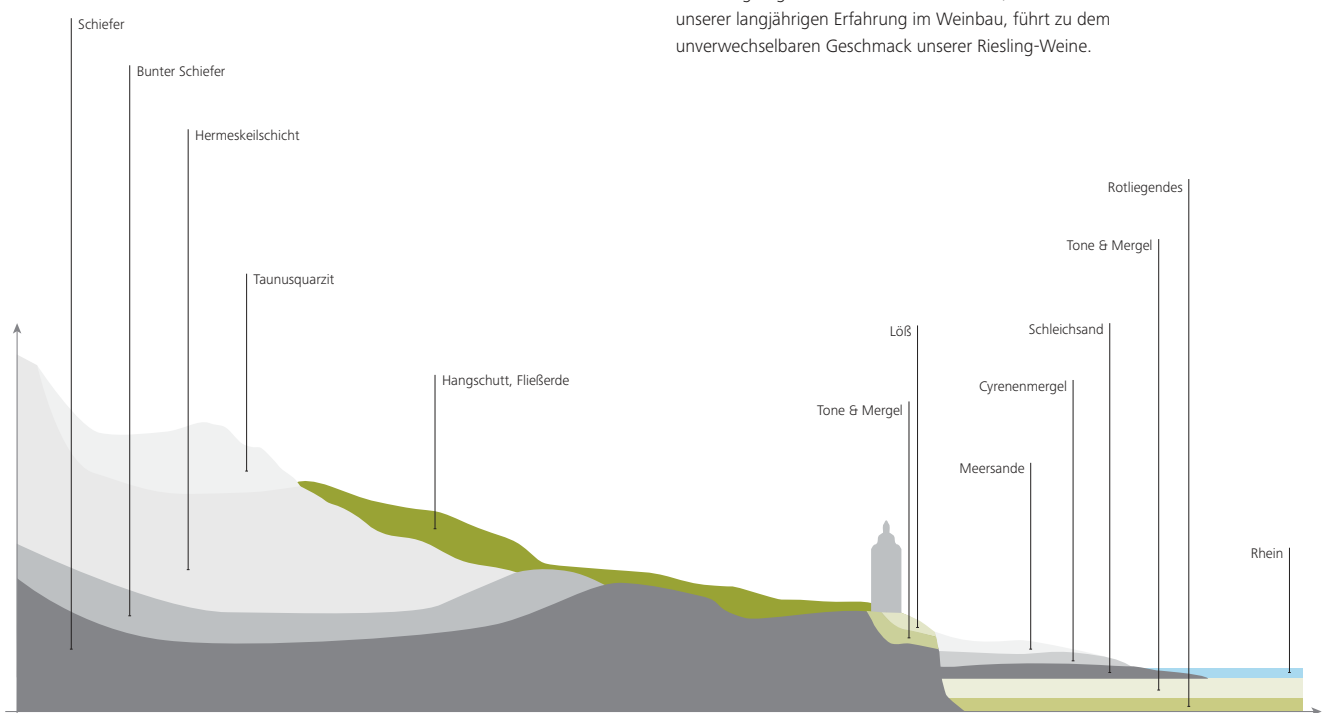 unserer langjährigen Erfahrung im Weinbau, führt zu dem
unverwechselbaren Geschmack unserer Riesling-Weine.
Schiefer
Bunter Schiefer
Hermeskeilschicht
Taunusquarzit
Hangschutt, Fließerde
Tone & Mergel
Löß
Meersande
Cyrenenmergel
Schleichsand
Tone & Mergel
Rotliegendes
Rhein